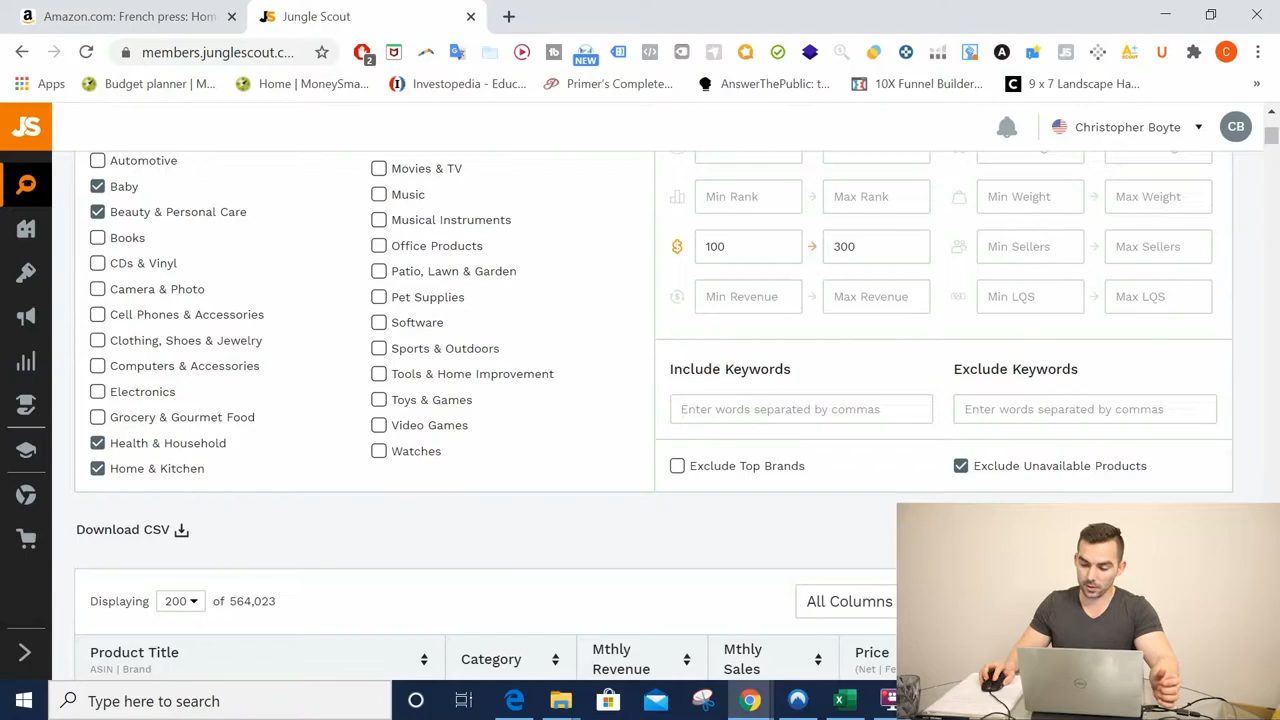 Amazon.com: French press: Hom
Jungle Scout
members.junglescout.c...
2
NEW
Apps
Budget planner | M...
Home | MoneySma...
Investopedia - Educ...
Primer's Complete...
AnswerThePublic: t...
10X Funnel Builder...
9 x 7 Landscape Ha...
JS
Christopher Boyte
CB
Automotive
Baby
Beauty & Personal Care
Books
CDs & Vinyl
Camera & Photo
Cell Phones & Accessories
Clothing, Shoes & Jewelry
Computers & Accessories
Electronics
Grocery & Gourmet Food
Health & Household
Home & Kitchen
Movies & TV
Music
Musical Instruments
Office Products
Patio, Lawn & Garden
Pet Supplies
Software
Sports & Outdoors
Tools & Home Improvement
Toys & Games
Video Games
Watches
Min Rank Max Rank Min Weight Max Weight
100 300 Min Sellers Max Sellers
Min Revenue Max Revenue Min LQS Max LQS
Include Keywords Exclude Keywords
Enter words separated by commas Enter words separated by commas
Exclude Top Brands Exclude Unavailable Products
Download CSV
Displaying 200 of 564,023
All Columns
Product Title
ASIN | Brand
Category
Mthly
Revenue
Mthly
Sales
Price
(Net | Fe
Type here to search